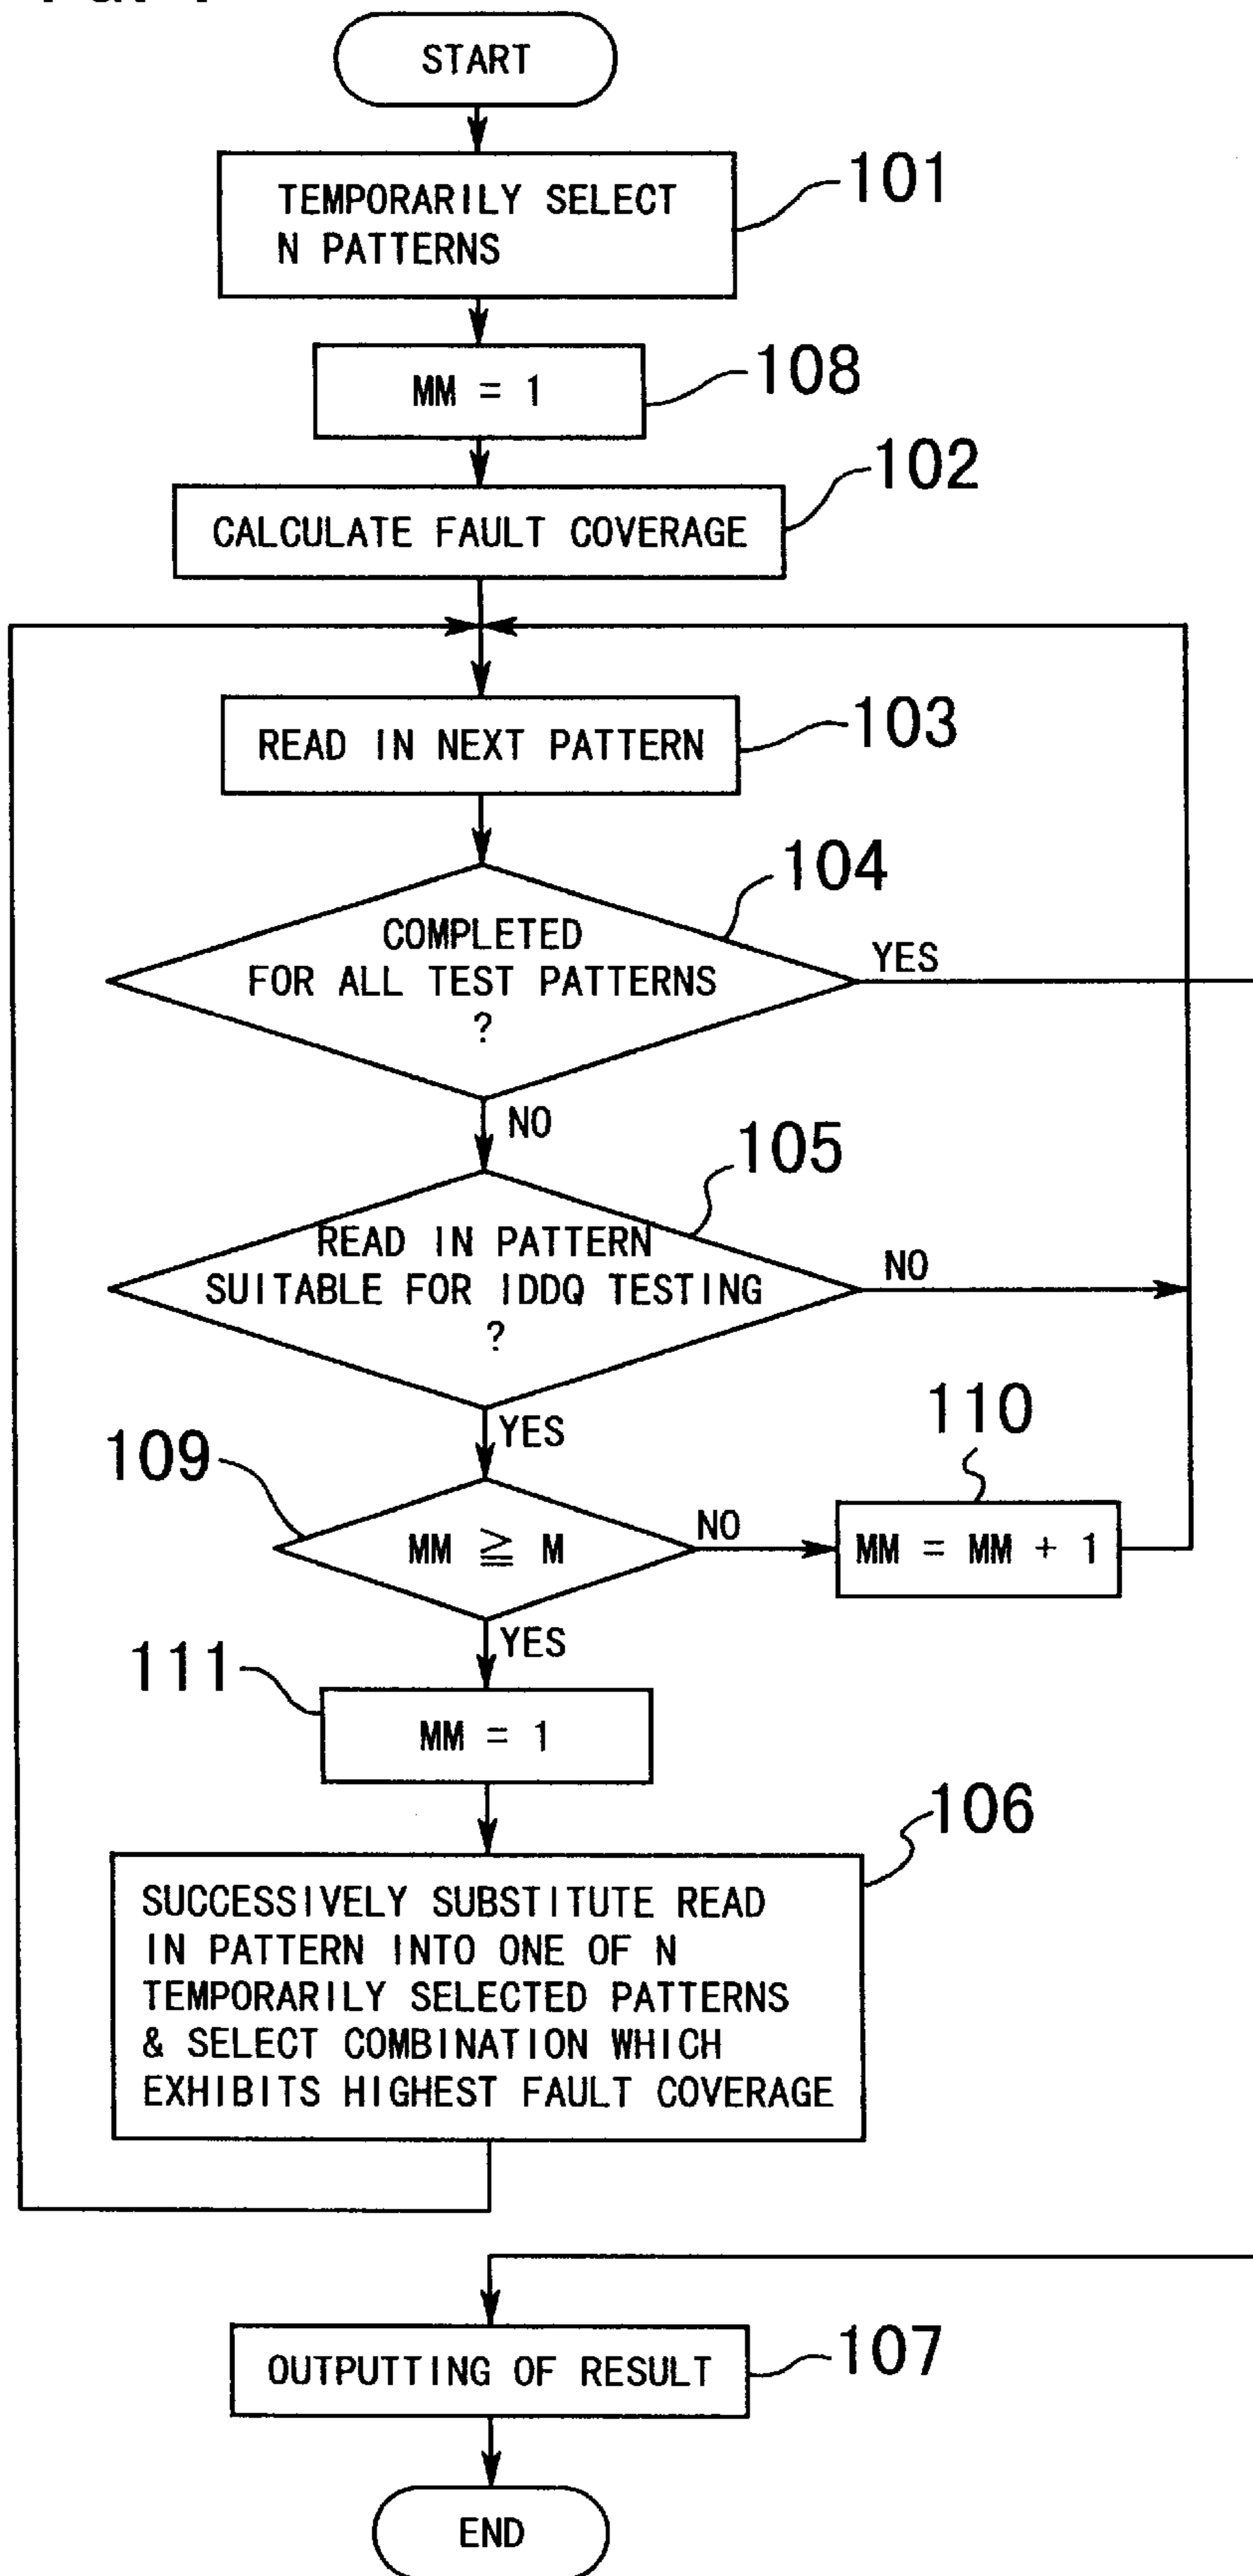 START
TEMPORARILY SELECT
N PATTERNS
101
MM = 1
108
CALCULATE FAULT COVERAGE
102
READ IN NEXT PATTERN
103
COMPLETED
FOR ALL TEST PATTERNS
?
104
YES
NO
READ IN PATTERN
SUITABLE FOR IDDQ TESTING
?
105
NO
YES
109
MM ≧ M
NO
110
MM = MM + 1
YES
111
MM = 1
106
SUCCESSIVELY SUBSTITUTE READ
IN PATTERN INTO ONE OF N
TEMPORARILY SELECTED PATTERNS
& SELECT COMBINATION WHICH
EXHIBITS HIGHEST FAULT COVERAGE
OUTPUTTING OF RESULT
107
END